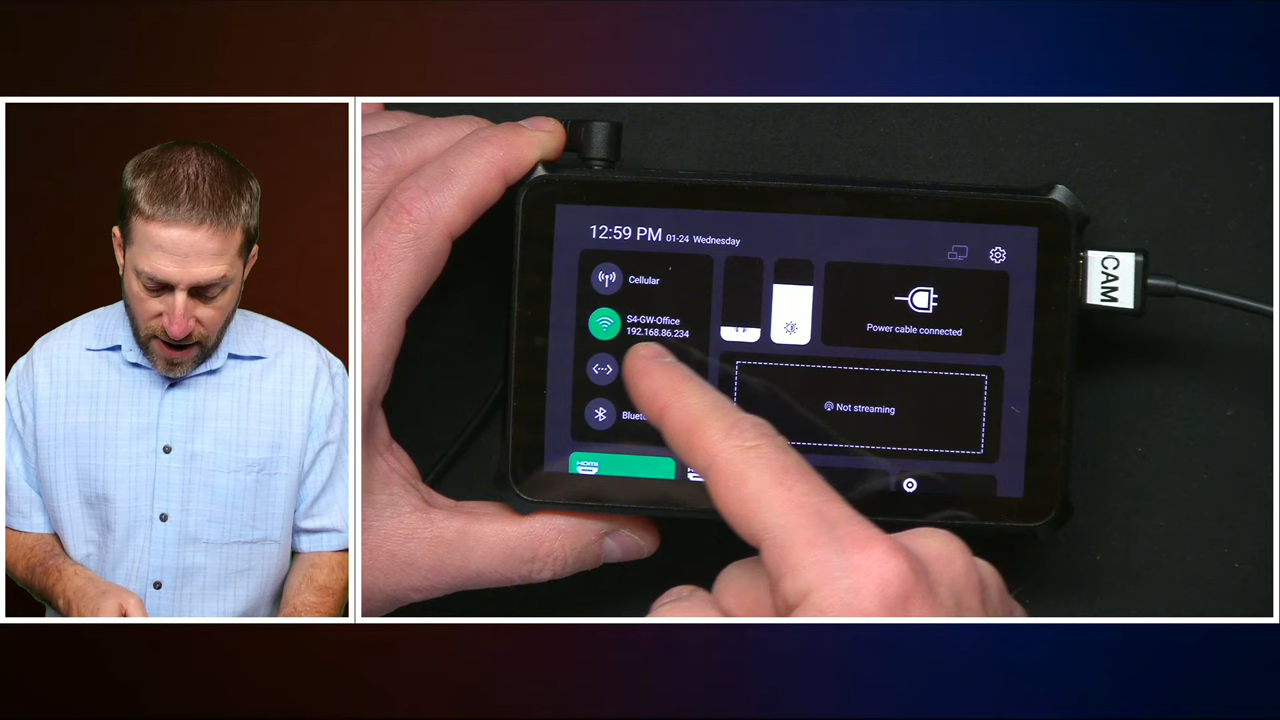 12:59 PM 01-24 Wednesday
Cellular
S4-GW-Office
192.168.86.234
Power cable connected
Not streaming
HDMI
CAM